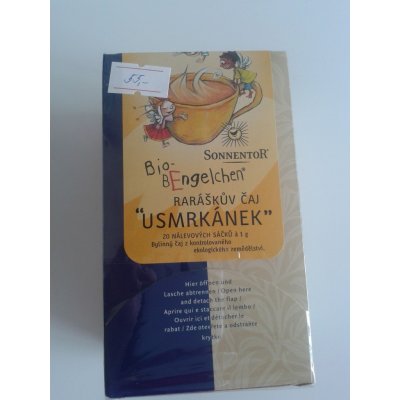 55,-
SONNENTOR®
Bio-
BEngelchen®
RARÁŠKŮV ČAJ
"USMRKÁNEK"
20 NÁLEVOVÝCH SÁČKŮ à 1 g
Bylinný čaj z kontrolovaného
ekologického zemědělství.
Hier öffnen und
Lasche abtrennen / Open here
and detach the flap /
Aprire qui e staccare il lembo /
Ouvrir ici et détacher le
rabat / Zde otevřete a odstraňte
krytku